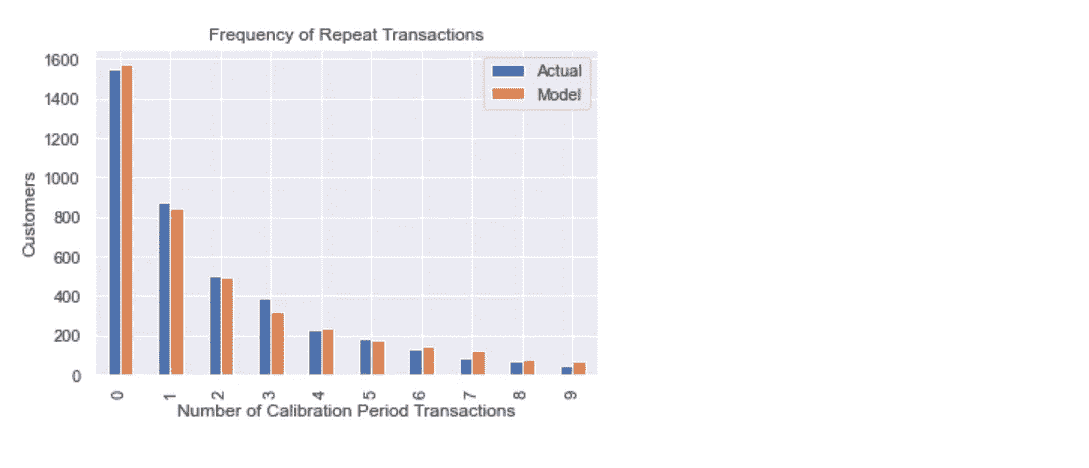 Frequency of Repeat Transactions
1600
1400
1200
1000
800
600
400
200
0
Customers
Actual
Model
0 1 2 3 4 5 6 7 8 9
Number of Calibration Period Transactions